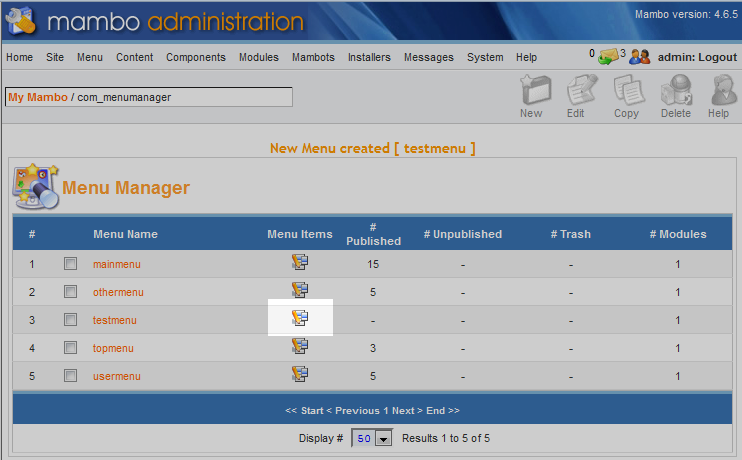 mambo administration
Mambo version: 4.6.5
Home Site Menu Content Components Modules Mambots Installers Messages System Help 0 3 admin: Logout
My Mambo / com_menumanager
New Edit Copy Delete Help
New Menu created [ testmenu ]
Menu Manager
# Menu Name Menu Items # Published # Unpublished # Trash # Modules
1 mainmenu 15 - - 1
2 othermenu 5 - - 1
3 testmenu - - - 1
4 topmenu 3 - - 1
5 usermenu 5 - - 1
<< Start < Previous 1 Next > End >>
Display # 50 Results 1 to 5 of 5